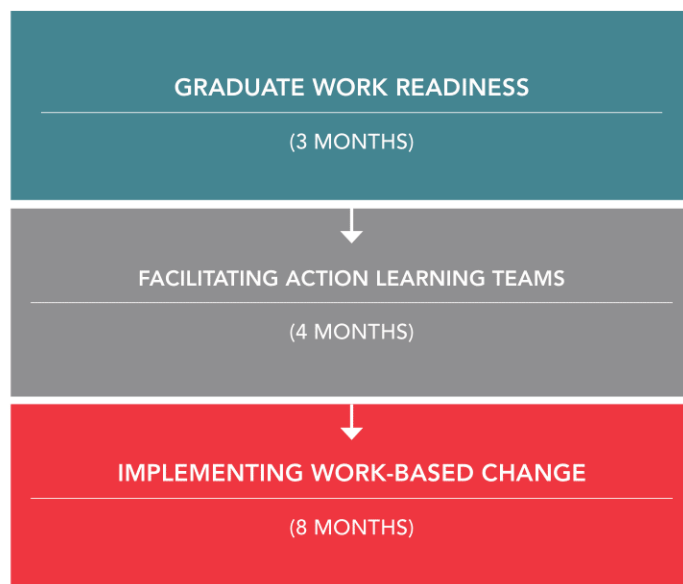 GRADUATE WORK READINESS
(3 MONTHS)
FACILITATING ACTION LEARNING TEAMS
(4 MONTHS)
IMPLEMENTING WORK-BASED CHANGE
(8 MONTHS)